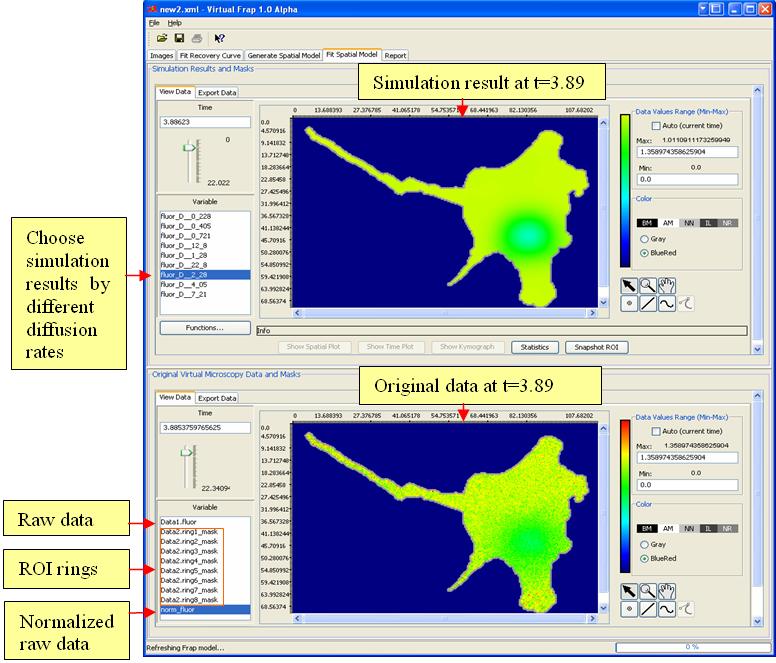 new2.xml - Virtual Frap 1.0 Alpha
File Help
Images Fit Recovery Curve Generate Spatial Model Fit Spatial Model Report
Simulation Results and Masks
Simulation result at t=3.89
View Data Export Data
Time
3.88623
0
22.022
Variable
fluor_D__0_228
fluor_D__0_405
fluor_D__0_721
fluor_D__12_8
fluor_D__1_28
fluor_D__22_8
fluor_D__2_28
fluor_D__4_05
fluor_D__7_21
Functions...
0 13.688393 27.376785 41.065178 54.753571 68.441963 82.130356 107.68202
0.0
4.570916
9.141832
13.712748
18.283664
22.85458
27.425496
31.996412
36.567328
41.138244
45.70916
50.280076
54.850992
59.421908
63.992824
68.56374
Data Values Range (Min-Max)
Auto (current time)
Max: 1.0110911173259949
1.358974358625904
Min: 0.0
0.0
Color
BM AM NN IL NR
Gray
BlueRed
Info
Show Spatial Plot Show Time Plot Show Kymograph Statistics Snapshot ROI
Choose
simulation
results by
different
diffusion
rates
Original Virtual Microscopy Data and Masks
Original data at t=3.89
View Data Export Data
Time
3.8853759765625
0
22.34094
Variable
Data1.fluor
Data2.ring1_mask
Data2.ring2_mask
Data2.ring3_mask
Data2.ring4_mask
Data2.ring5_mask
Data2.ring6_mask
Data2.ring7_mask
Data2.ring8_mask
norm_fluor
0 13.688393 27.376785 41.065178 54.753571 68.441963 82.130356 107.68202
0.0
4.570916
9.141832
13.712748
18.283664
22.85458
27.425496
31.996412
36.567328
41.138244
45.70916
50.280076
54.850992
59.421908
63.992824
68.56374
Data Values Range (Min-Max)
Auto (current time)
Max: 1.358974358625904
1.358974358625904
Min: 0.0
0.0
Color
BM AM NN IL NR
Gray
BlueRed
Raw data
ROI rings
Normalized
raw data
Refreshing Frap model...
0 %